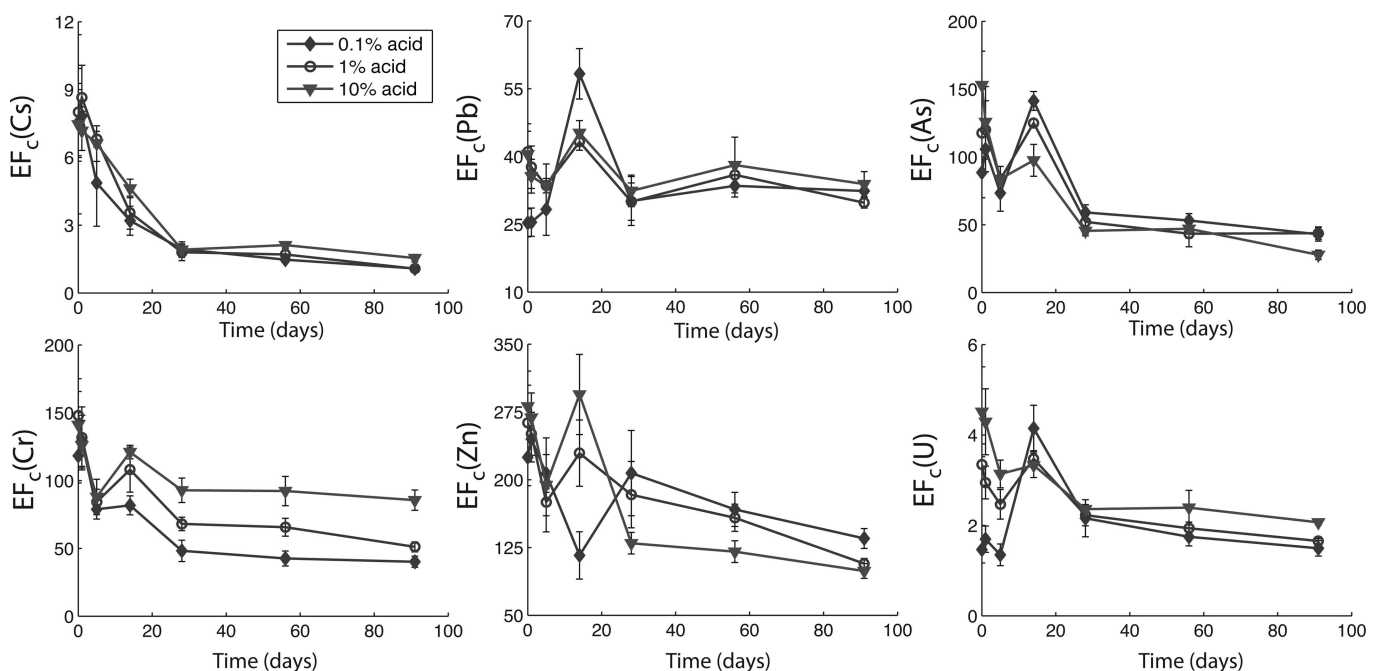 EFc(Cs)
12
9
6
3
0
0.1% acid
1% acid
10% acid
0 20 40 60 80 100
Time (days)
EFc(Pb)
70
55
40
25
10
0 20 40 60 80 100
Time (days)
EFc(As)
200
150
100
50
0
0 20 40 60 80 100
Time (days)
EFc(Cr)
200
150
100
50
0
0 20 40 60 80 100
Time (days)
EFc(Zn)
350
275
200
125
50
0 20 40 60 80 100
Time (days)
EFc(U)
6
4
2
0
0 20 40 60 80 100
Time (days)